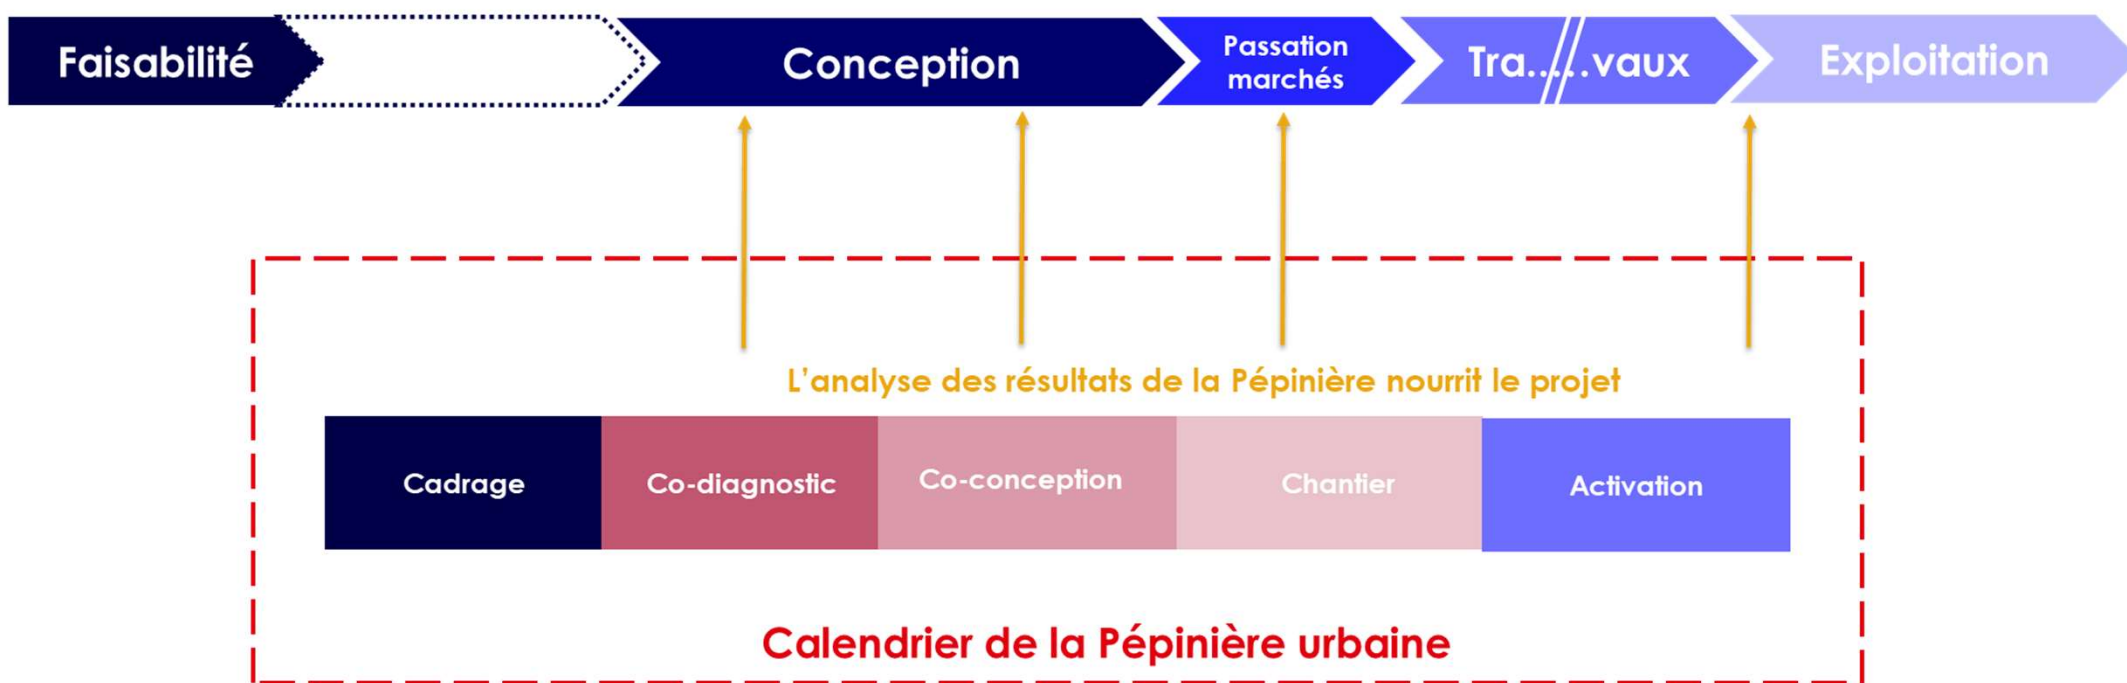 Faisabilité
Conception
Passation
marchés
Tra.....vaux
Exploitation
L'analyse des résultats de la Pépinière nourrit le projet
Cadrage
Co-diagnostic
Co-conception
Chantier
Activation
Calendrier de la Pépinière urbaine